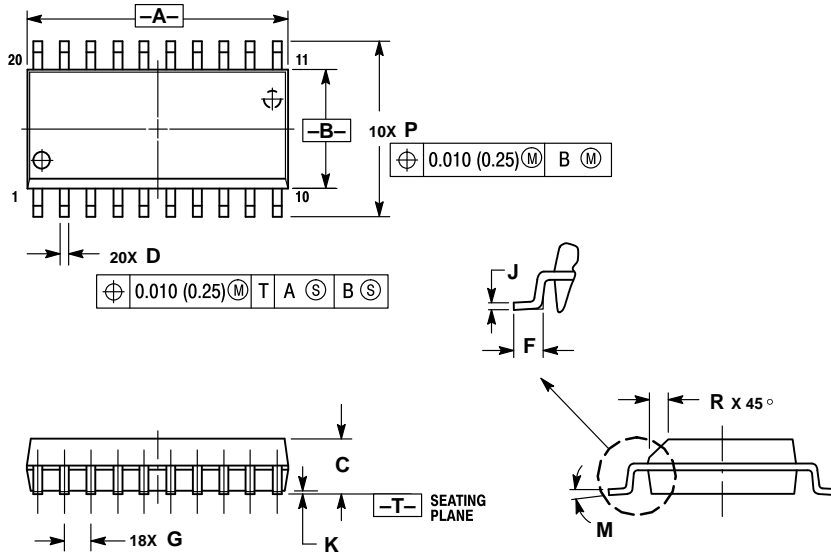 –A–
20
11
–B–
10X P
⌖ 0.010 (0.25) Ⓜ B Ⓜ
1
10
20X D
⌖ 0.010 (0.25) Ⓜ T A Ⓢ B Ⓢ
J
F
R X 45°
C
–T– SEATING PLANE
M
18X G
K